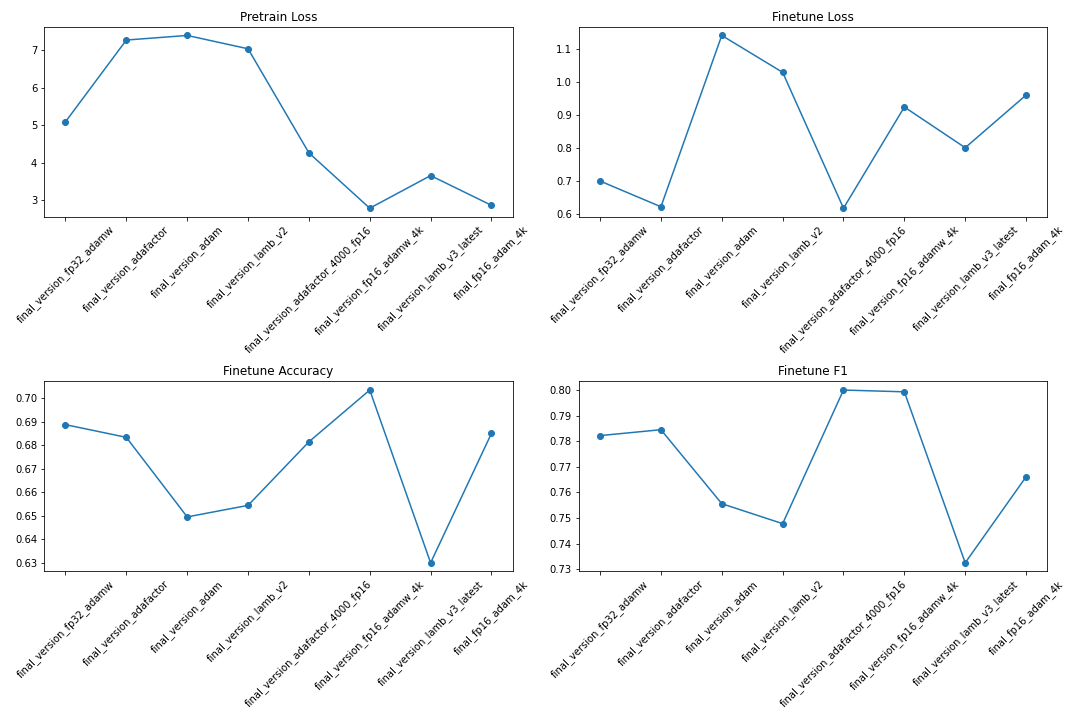 Pretrain Loss
7
6
5
4
3
final_version_fp32_adamw
final_version_adafactor
final_version_adam
final_version_lamb_v2
final_version_adafactor_4000_fp16
final_version_fp16_adamw_4k
final_version_lamb_v3_latest
final_fp16_adam_4k
Finetune Loss
1.1
1.0
0.9
0.8
0.7
0.6
final_version_fp32_adamw
final_version_adafactor
final_version_adam
final_version_lamb_v2
final_version_adafactor_4000_fp16
final_version_fp16_adamw_4k
final_version_lamb_v3_latest
final_fp16_adam_4k
Finetune Accuracy
0.70
0.69
0.68
0.67
0.66
0.65
0.64
0.63
final_version_fp32_adamw
final_version_adafactor
final_version_adam
final_version_lamb_v2
final_version_adafactor_4000_fp16
final_version_fp16_adamw_4k
final_version_lamb_v3_latest
final_fp16_adam_4k
Finetune F1
0.80
0.79
0.78
0.77
0.76
0.75
0.74
0.73
final_version_fp32_adamw
final_version_adafactor
final_version_adam
final_version_lamb_v2
final_version_adafactor_4000_fp16
final_version_fp16_adamw_4k
final_version_lamb_v3_latest
final_fp16_adam_4k